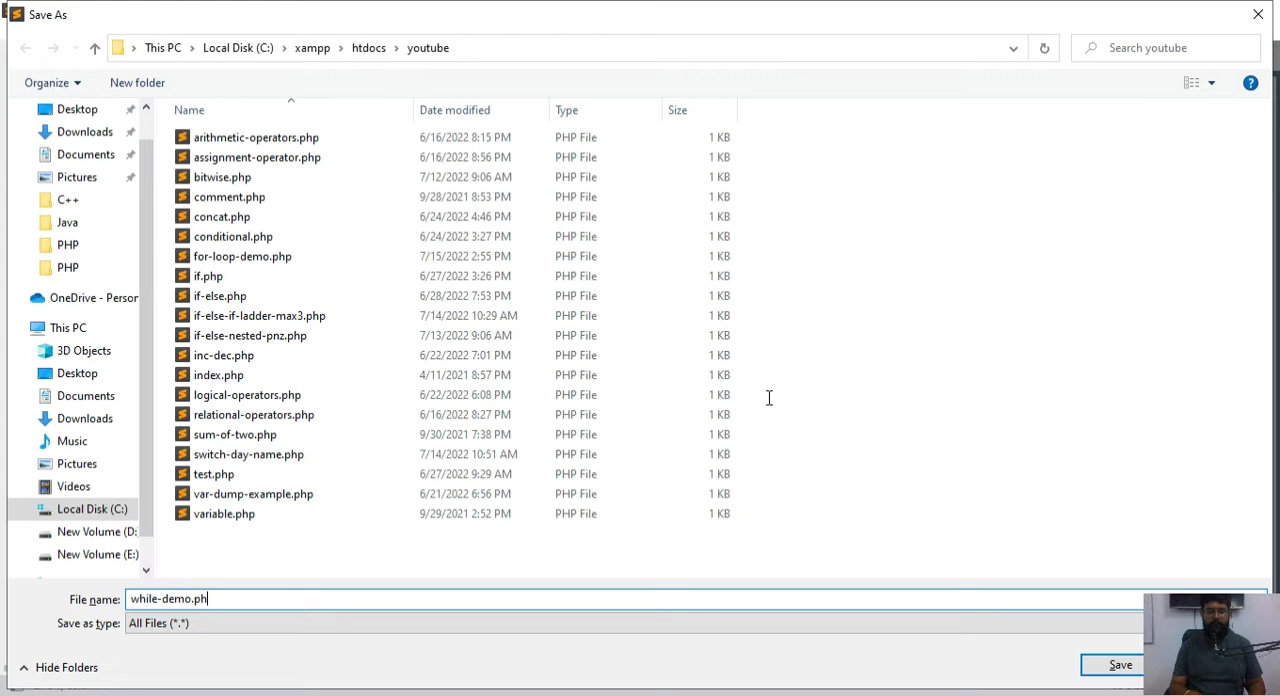 Save As
This PC > Local Disk (C:) > xampp > htdocs > youtube
Search youtube
Organize New folder
Name Date modified Type Size
Desktop
Downloads
Documents
Pictures
C++
Java
PHP
PHP
OneDrive - Person
This PC
3D Objects
Desktop
Documents
Downloads
Music
Pictures
Videos
Local Disk (C:)
New Volume (D:
New Volume (E:)
arithmetic-operators.php 6/16/2022 8:15 PM PHP File 1 KB
assignment-operator.php 6/16/2022 8:56 PM PHP File 1 KB
bitwise.php 7/12/2022 9:06 AM PHP File 1 KB
comment.php 9/28/2021 8:53 PM PHP File 1 KB
concat.php 6/24/2022 4:46 PM PHP File 1 KB
conditional.php 6/24/2022 3:27 PM PHP File 1 KB
for-loop-demo.php 7/15/2022 2:55 PM PHP File 1 KB
if.php 6/27/2022 3:26 PM PHP File 1 KB
if-else.php 6/28/2022 7:53 PM PHP File 1 KB
if-else-if-ladder-max3.php 7/14/2022 10:29 AM PHP File 1 KB
if-else-nested-pnz.php 7/13/2022 9:06 AM PHP File 1 KB
inc-dec.php 6/22/2022 7:01 PM PHP File 1 KB
index.php 4/11/2021 8:57 PM PHP File 1 KB
logical-operators.php 6/22/2022 6:08 PM PHP File 1 KB
relational-operators.php 6/16/2022 8:27 PM PHP File 1 KB
sum-of-two.php 9/30/2021 7:38 PM PHP File 1 KB
switch-day-name.php 7/14/2022 10:51 AM PHP File 1 KB
test.php 6/27/2022 9:29 AM PHP File 1 KB
var-dump-example.php 6/21/2022 6:56 PM PHP File 1 KB
variable.php 9/29/2021 2:52 PM PHP File 1 KB
File name: while-demo.ph
Save as type: All Files (*.*)
Hide Folders
Save